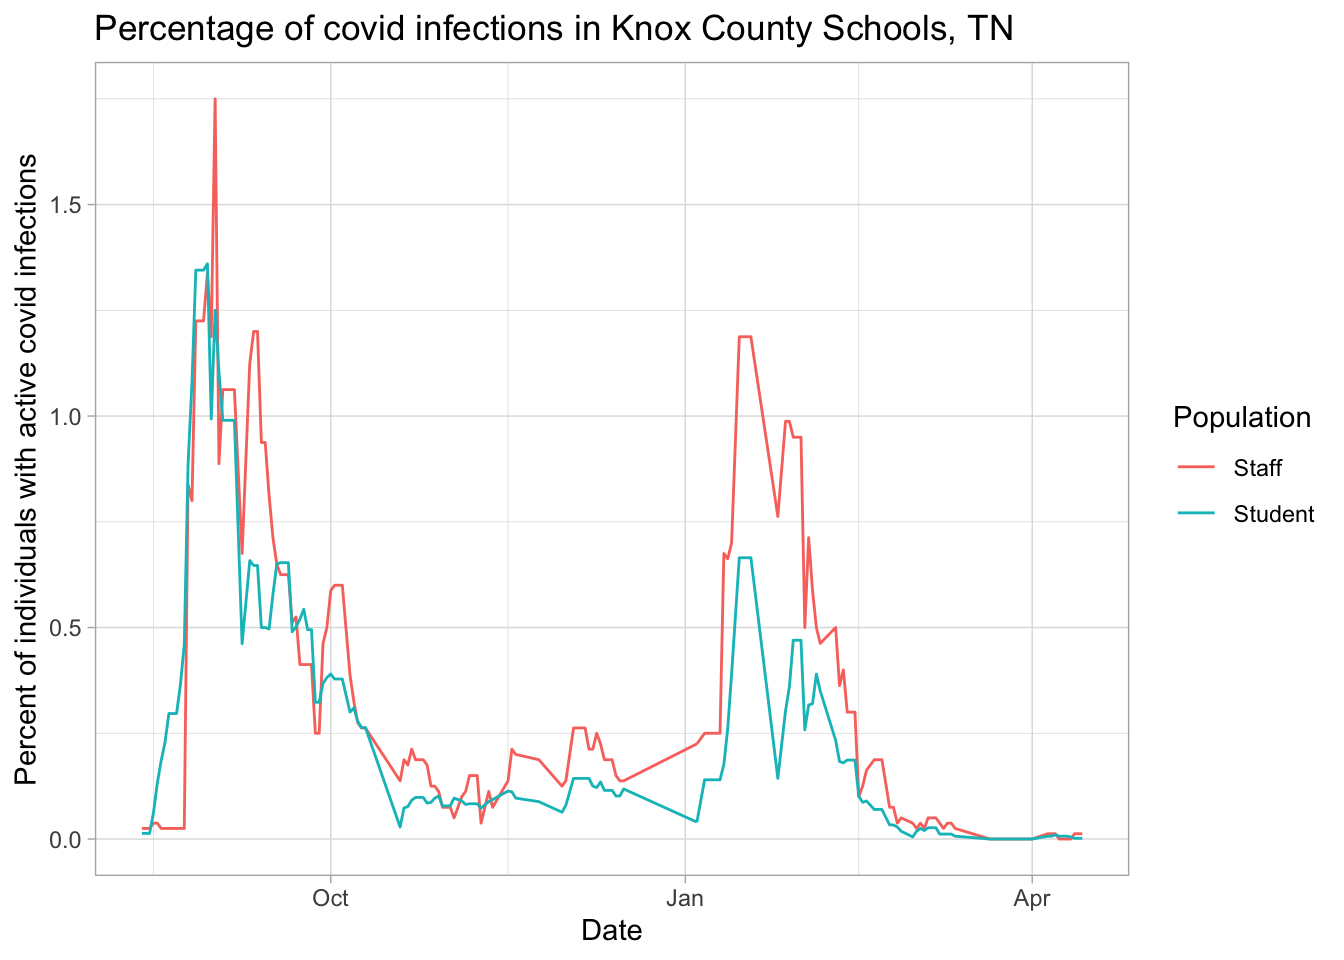 Percentage of covid infections in Knox County Schools, TN
Percent of individuals with active covid infections
1.5
1.0
0.5
0.0
Oct
Jan
Apr
Date
Population
Staff
Student